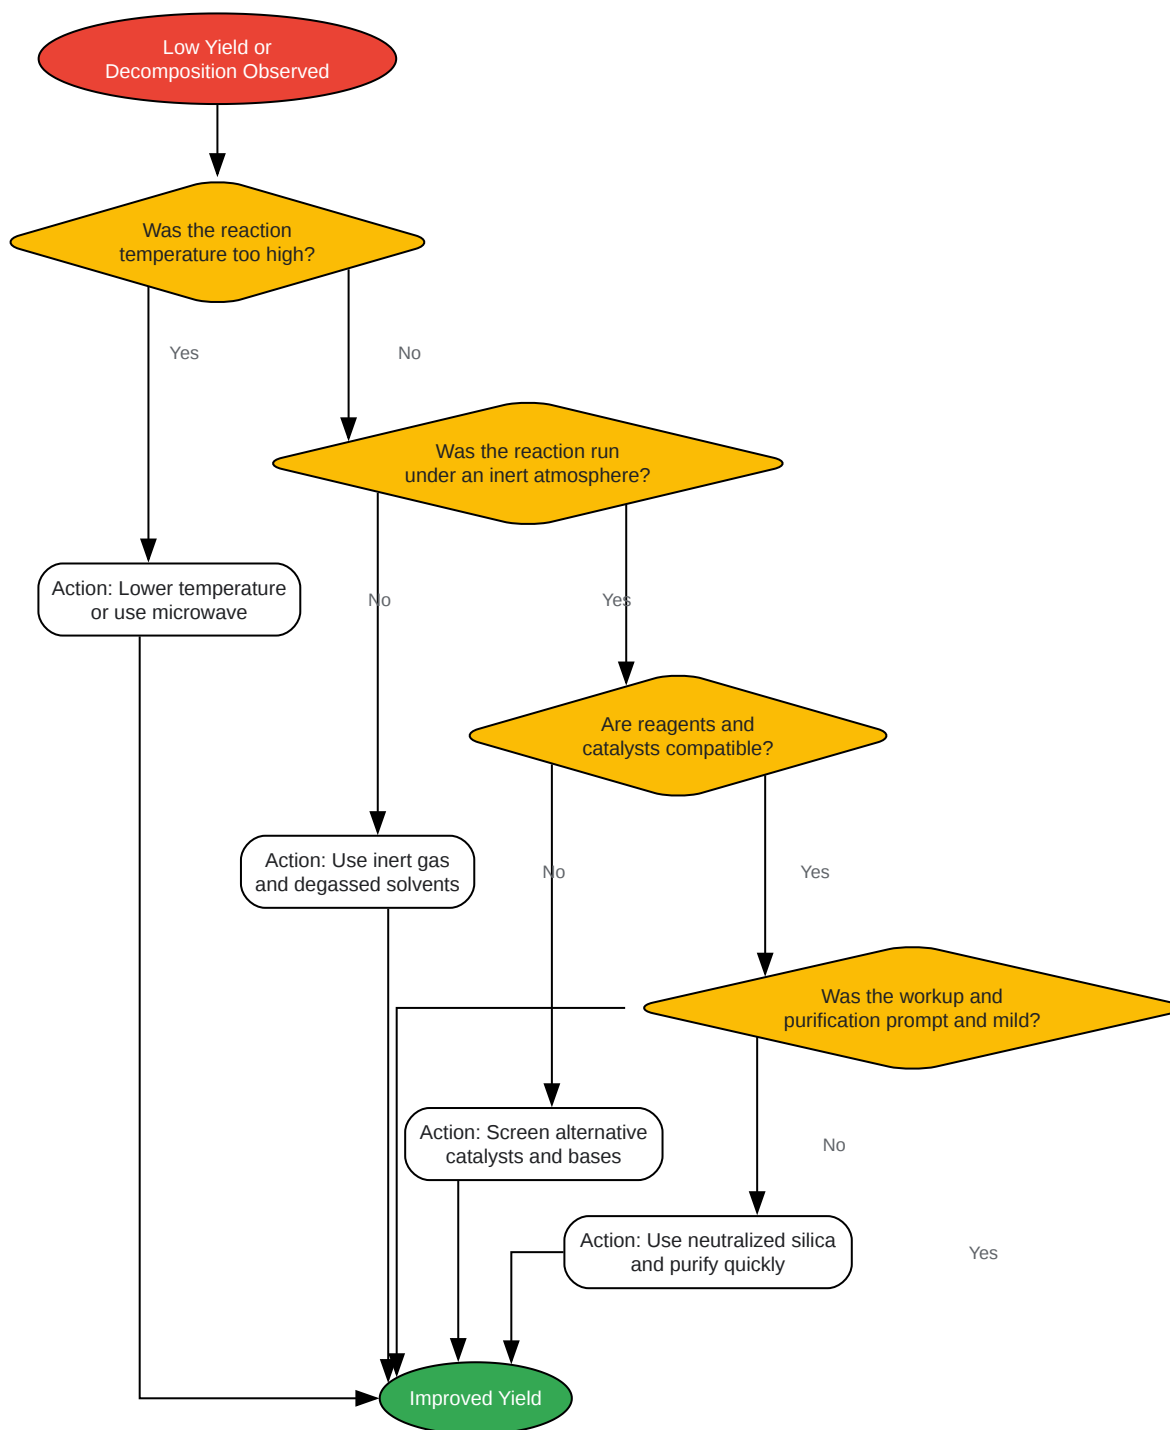 Low Yield or
Decomposition Observed
Was the reaction
temperature too high?
Yes
No
Was the reaction run
under an inert atmosphere?
Action: Lower temperature
or use microwave
No
Yes
Are reagents and
catalysts compatible?
Action: Use inert gas
and degassed solvents
No
Yes
Was the workup and
purification prompt and mild?
Action: Screen alternative
catalysts and bases
No
Action: Use neutralized silica
and purify quickly
Yes
Improved Yield